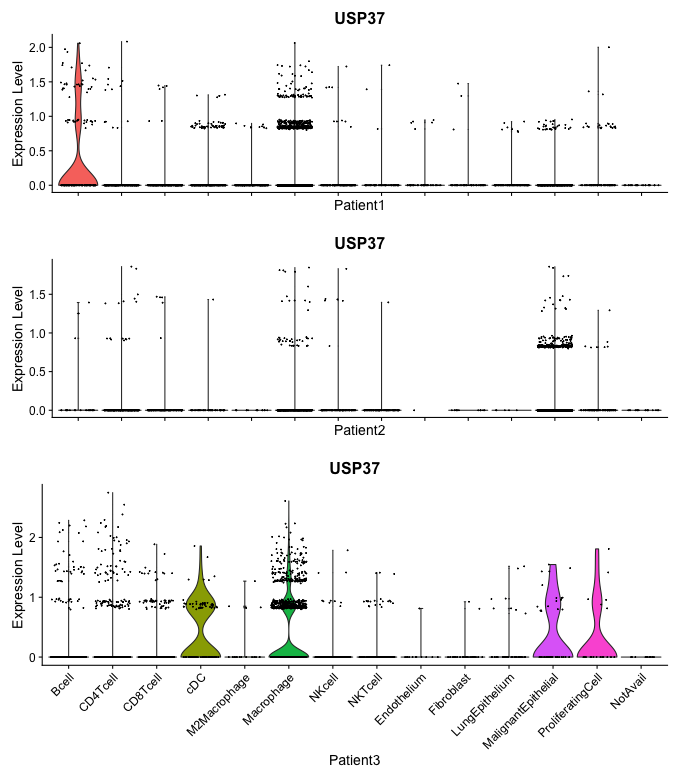 USP37
Expression Level
2.0
1.5
1.0
0.5
0.0
Patient1
USP37
Expression Level
1.5
1.0
0.5
0.0
Patient2
USP37
Expression Level
2
1
0
Bcell
CD4Tcell
CD8Tcell
cDC
M2Macrophage
Macrophage
NKcell
NKTcell
Endothelium
Fibroblast
LungEpithelium
MalignantEpithelial
ProliferatingCell
NotAvail
Patient3